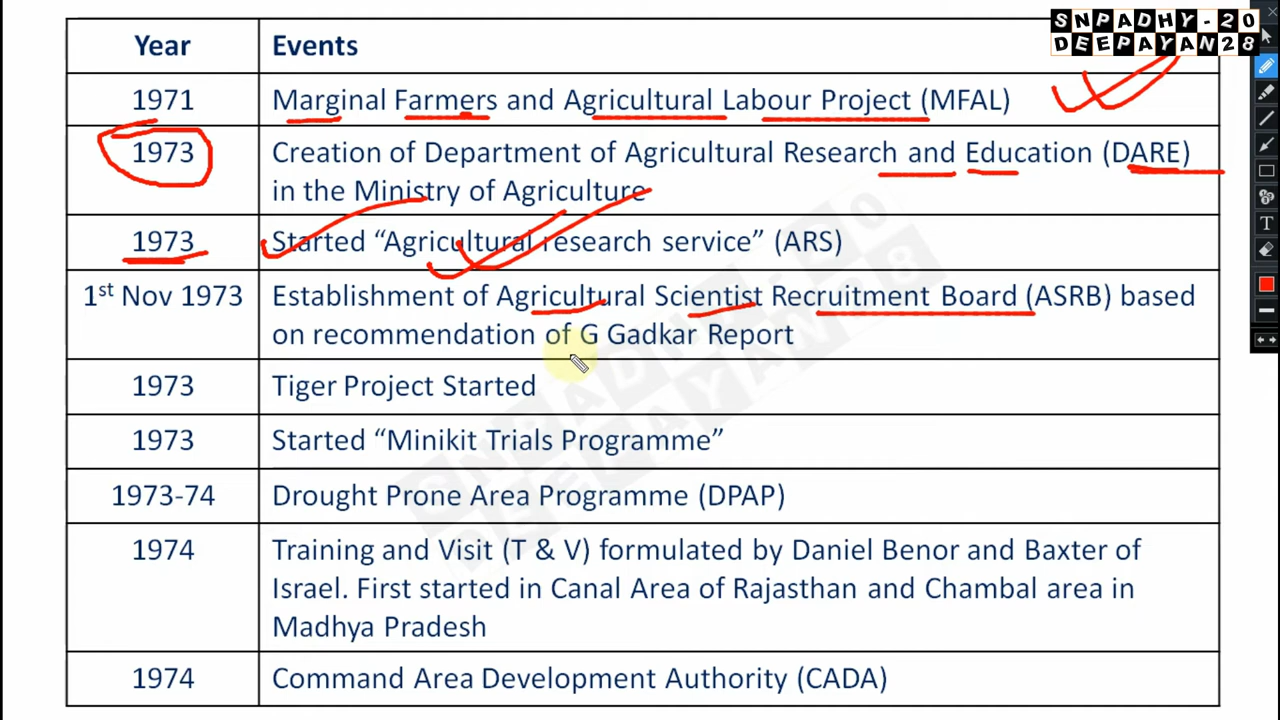 SNPADHY-20
DEEPAYAN28
Year Events
1971 Marginal Farmers and Agricultural Labour Project (MFAL)
1973 Creation of Department of Agricultural Research and Education (DARE)
in the Ministry of Agriculture
1973 Started “Agricultural research service” (ARS)
1st Nov 1973 Establishment of Agricultural Scientist Recruitment Board (ASRB) based
on recommendation of G Gadkar Report
1973 Tiger Project Started
1973 Started “Minikit Trials Programme”
1973-74 Drought Prone Area Programme (DPAP)
1974 Training and Visit (T & V) formulated by Daniel Benor and Baxter of
Israel. First started in Canal Area of Rajasthan and Chambal area in
Madhya Pradesh
1974 Command Area Development Authority (CADA)
SNPADHY-20
DEEPAYAN28